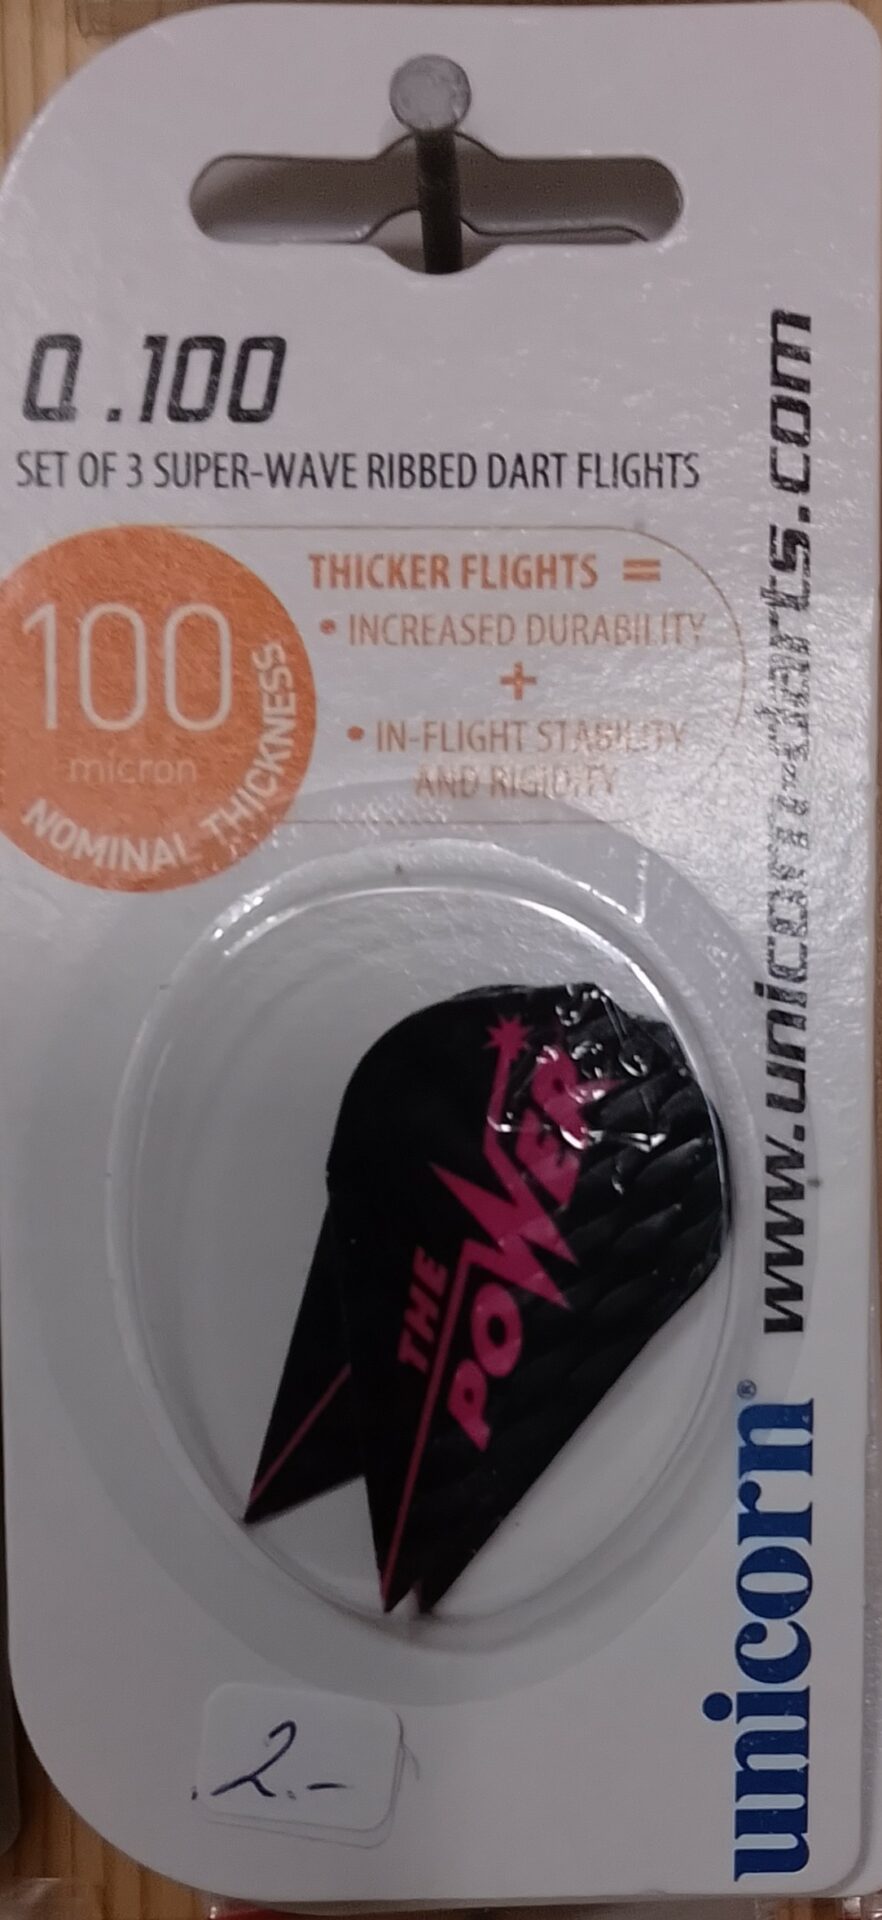 Q.100
SET OF 3 SUPER-WAVE RIBBED DART FLIGHTS
100
micron
NOMINAL THICKNESS
THICKER FLIGHTS =
• INCREASED DURABILITY
+
• IN-FLIGHT STABILITY
AND RIGIDITY
THE
POWER
2.-
unicorn®
www.unicorn-darts.com